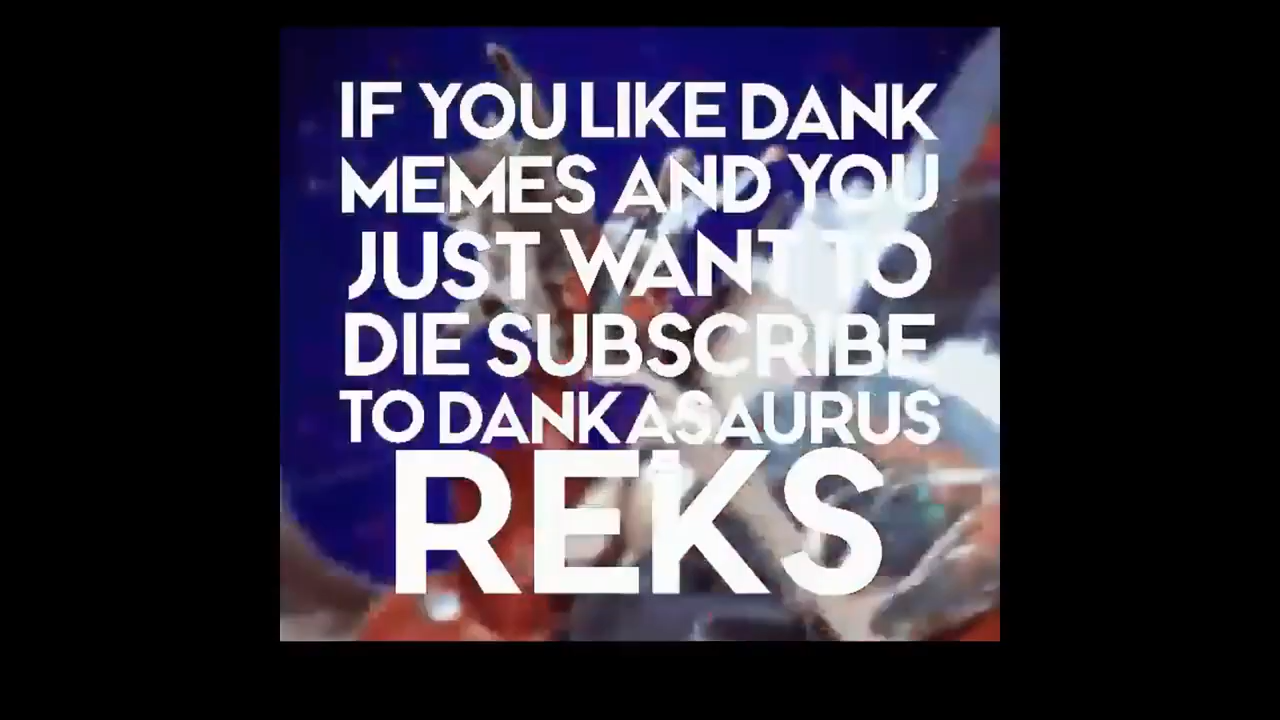 IF YOU LIKE DANK
MEMES AND YOU
JUST WANT TO
DIE SUBSCRIBE
TO DANKASAURUS
REKS